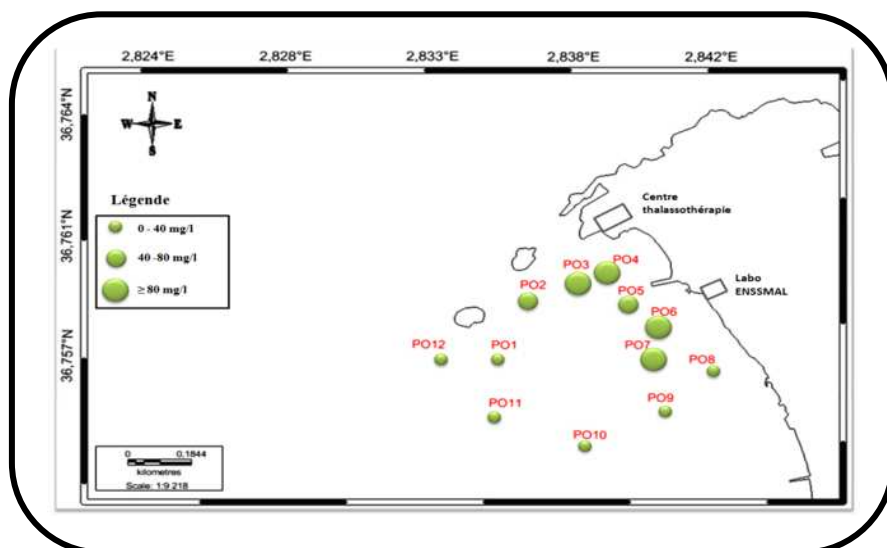 2,824°E 2,828°E 2,833°E 2,838°E 2,842°E
36,764°N
36,761°N
36,757°N
N
W E
S
Légende
0 - 40 mg/l
40 -80 mg/l
≥ 80 mg/l
Centre
thalassothérapie
Labo
ENSSMAL
PO4
PO3
PO2
PO5
PO6
PO7
PO8
PO12
PO1
PO9
PO11
PO10
0 0,1844
kilometres
Scale: 1:9 218